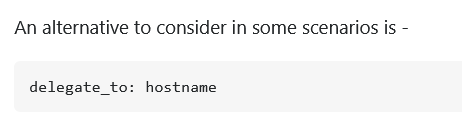 An alternative to consider in some scenarios is -
delegate_to: hostname